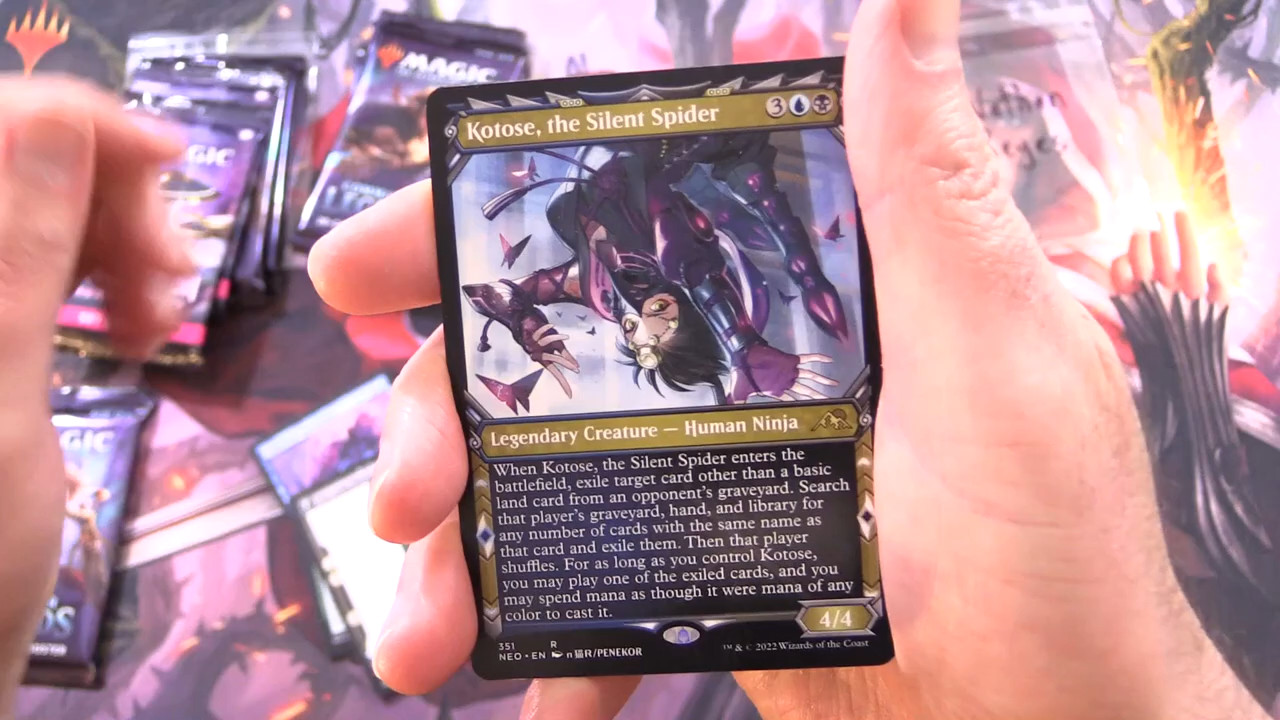 MAGIC
GIC
Kotose, the Silent Spider
3
Legendary Creature — Human Ninja
When Kotose, the Silent Spider enters the
battlefield, exile target card other than a basic
land card from an opponent's graveyard. Search
that player's graveyard, hand, and library for
any number of cards with the same name as
that card and exile them. Then that player
shuffles. For as long as you control Kotose,
you may play one of the exiled cards, and you
may spend mana as though it were mana of any
color to cast it.
4/4
351 R
NEO • EN n猫R/PENEKOR
™ & © 2022 Wizards of the Coast
GIC